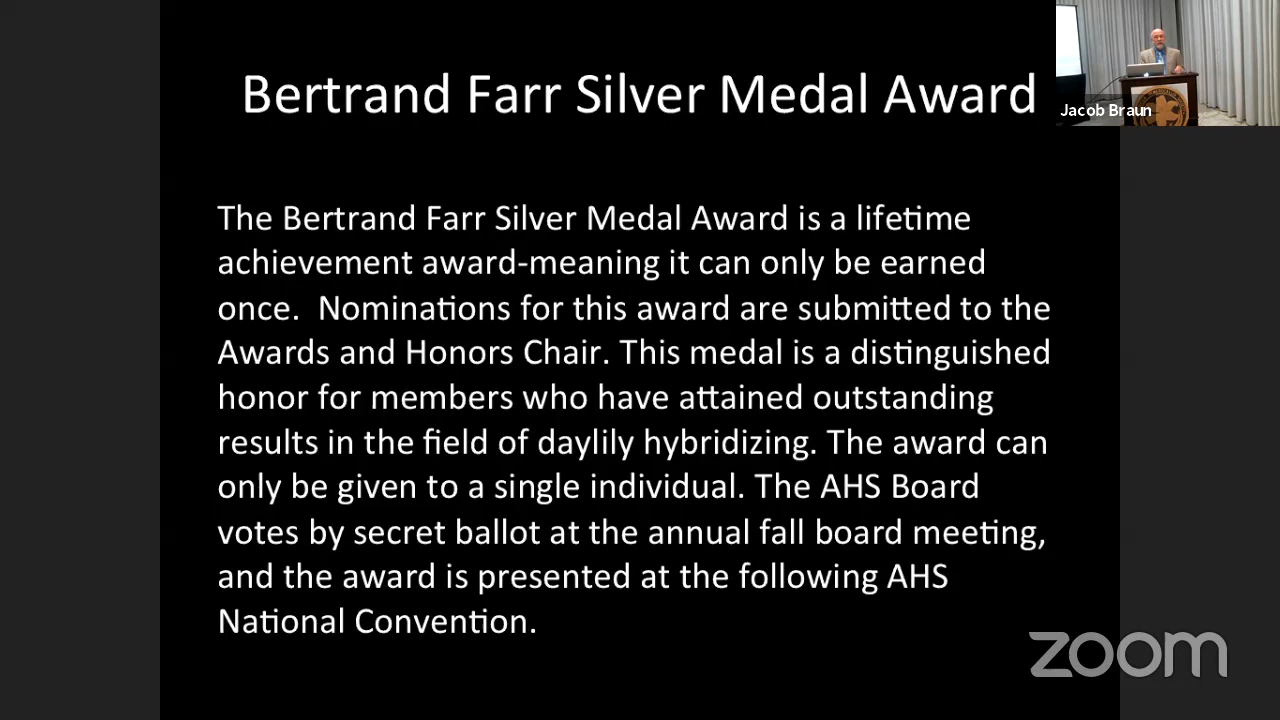 Bertrand Farr Silver Medal Award
Jacob Braun
The Bertrand Farr Silver Medal Award is a lifetime
achievement award-meaning it can only be earned
once.  Nominations for this award are submitted to the
Awards and Honors Chair. This medal is a distinguished
honor for members who have attained outstanding
results in the field of daylily hybridizing. The award can
only be given to a single individual. The AHS Board
votes by secret ballot at the annual fall board meeting,
and the award is presented at the following AHS
National Convention.
zoom